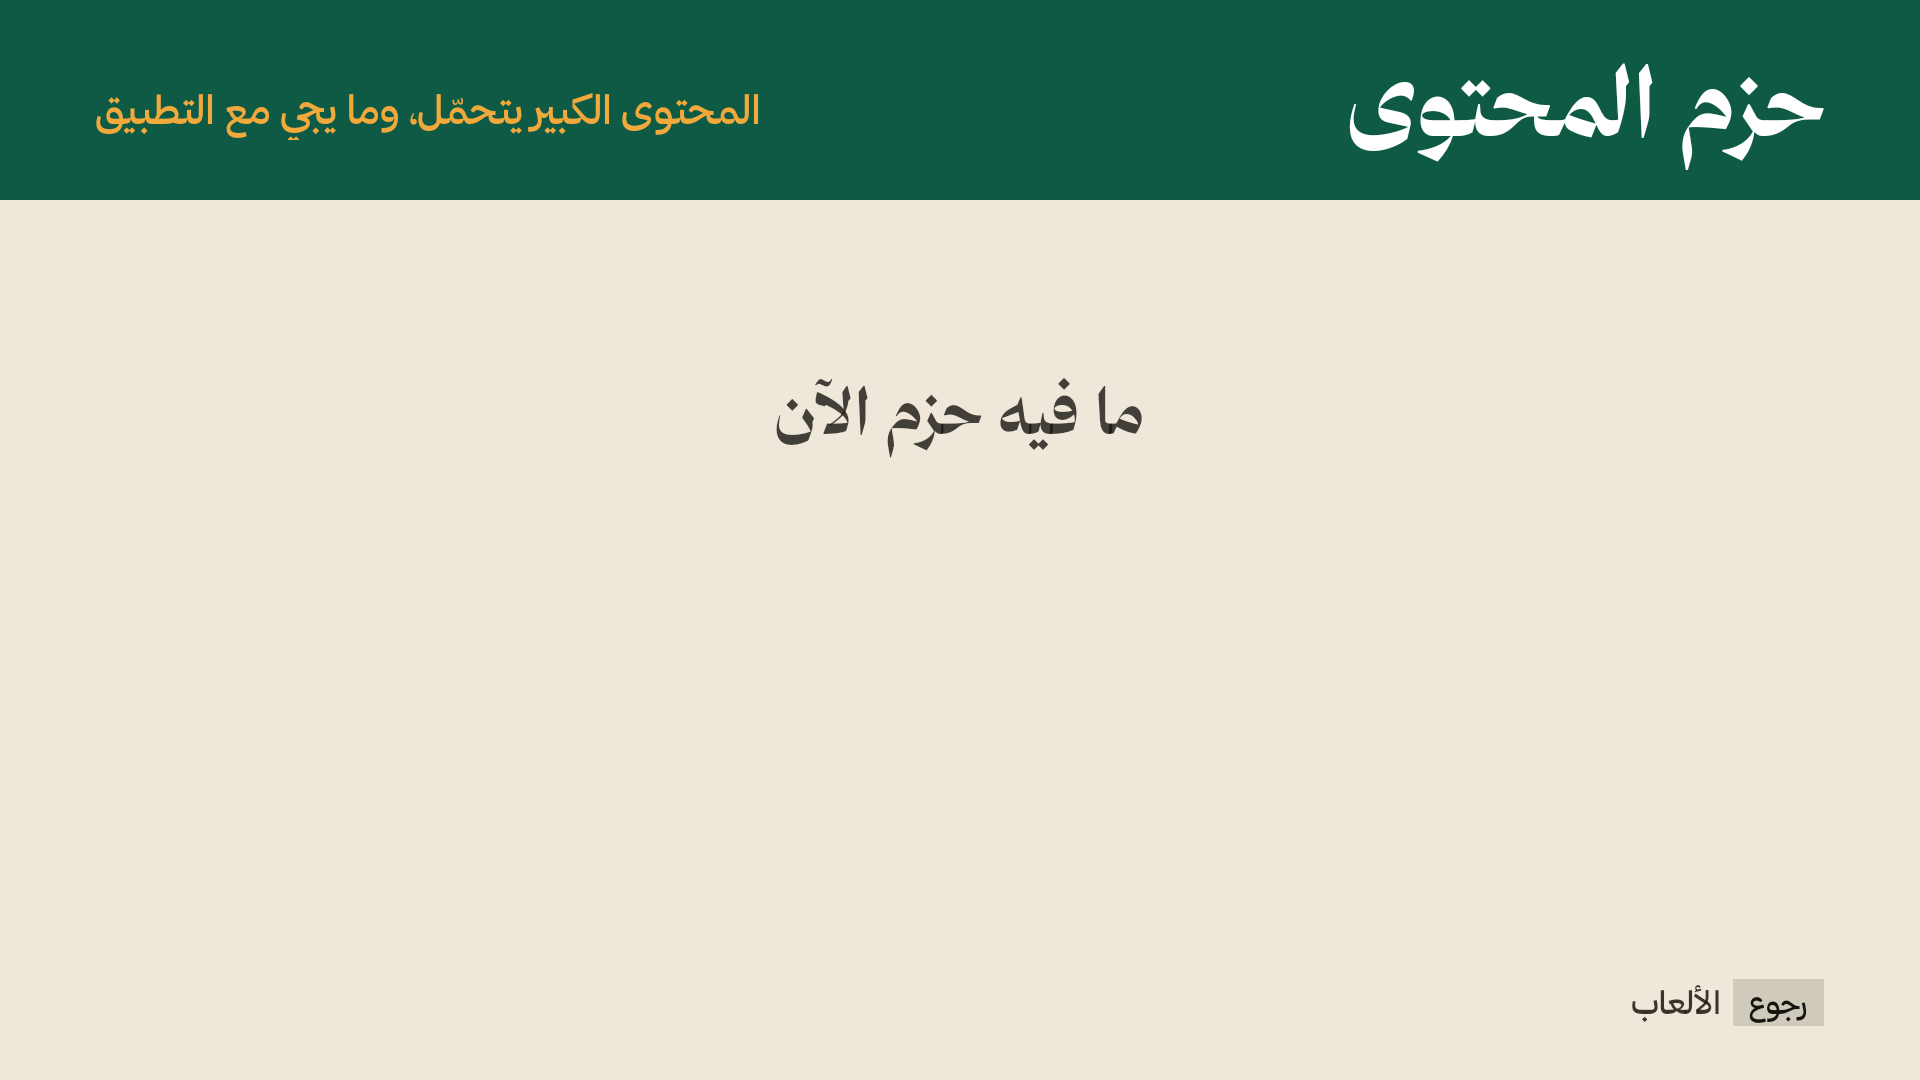 حزم المحتوى
المحتوى الكبير يتحمّل، وما يجي مع التطبيق
ما فيه حزم الآن
رجوع الألعاب